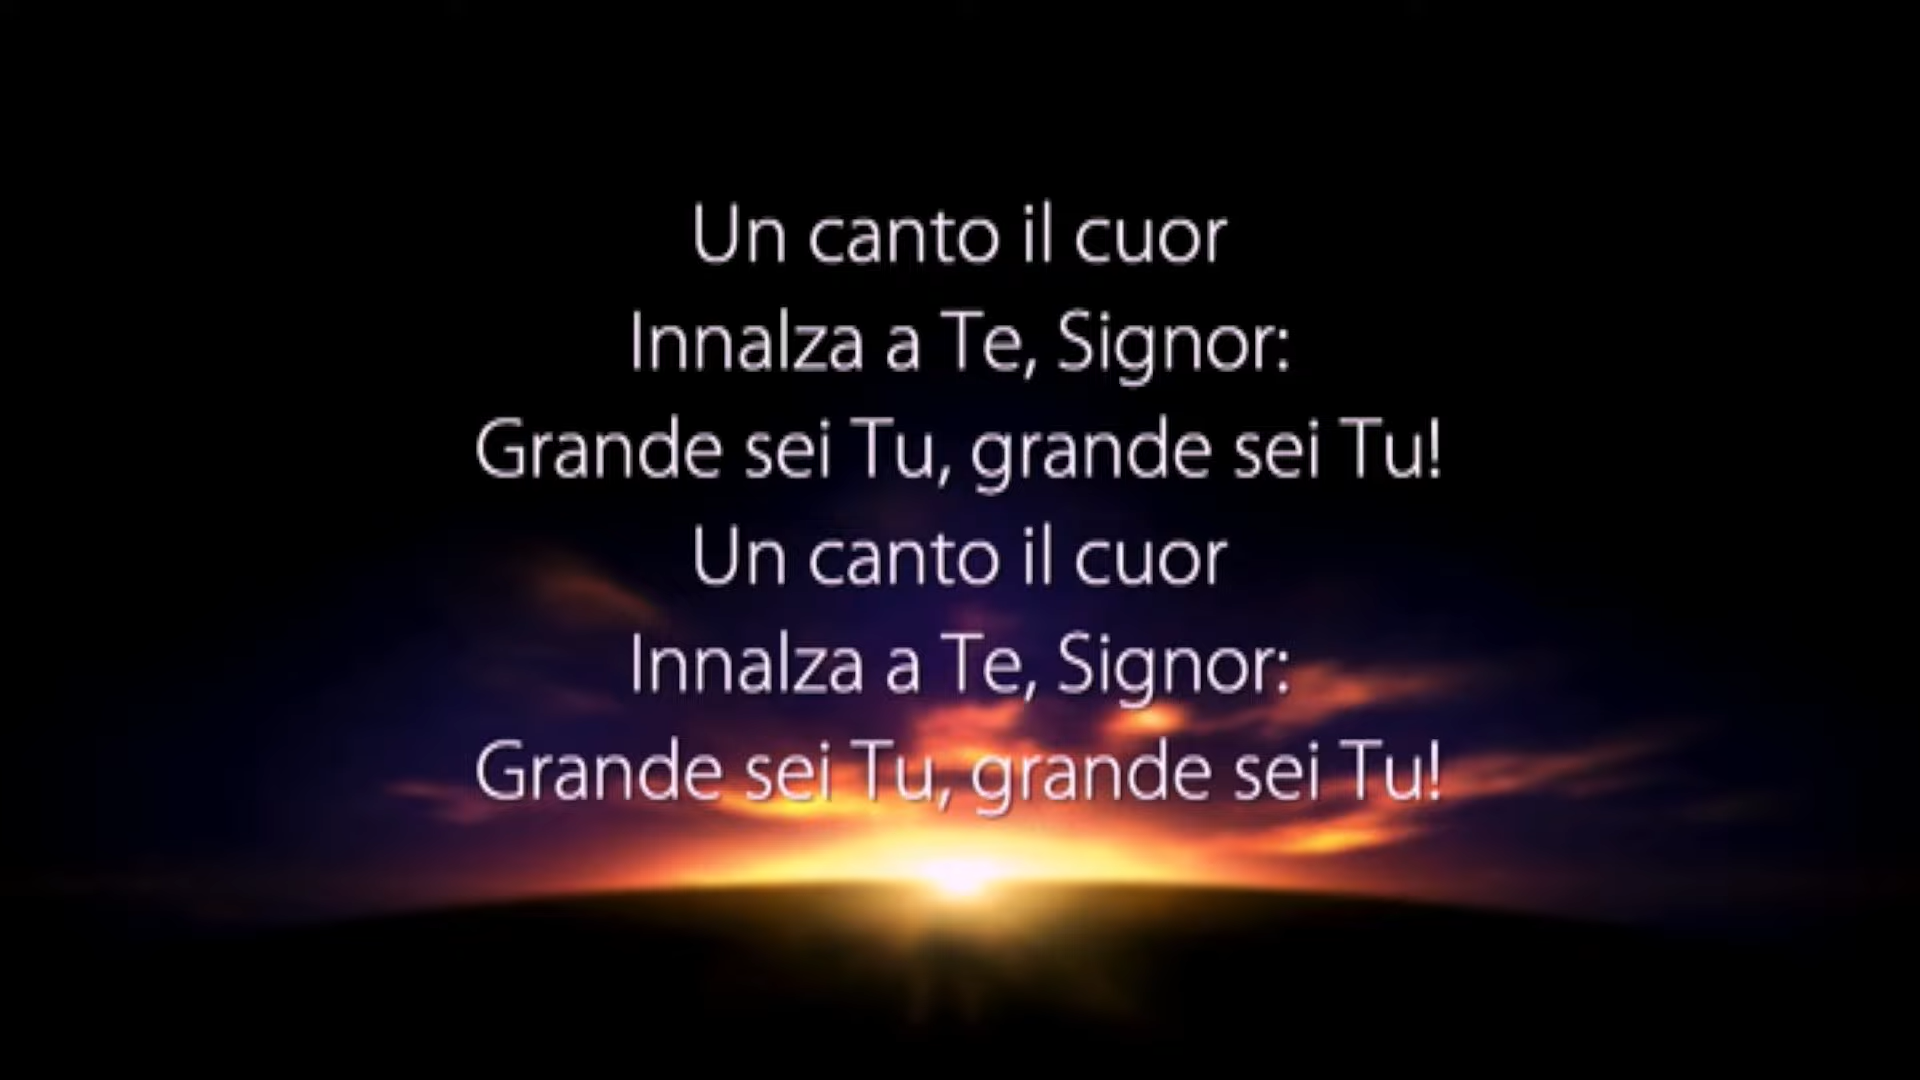 Un canto il cuor
Innalza a Te, Signor:
Grande sei Tu, grande sei Tu!
Un canto il cuor
Innalza a Te, Signor:
Grande sei Tu, grande sei Tu!